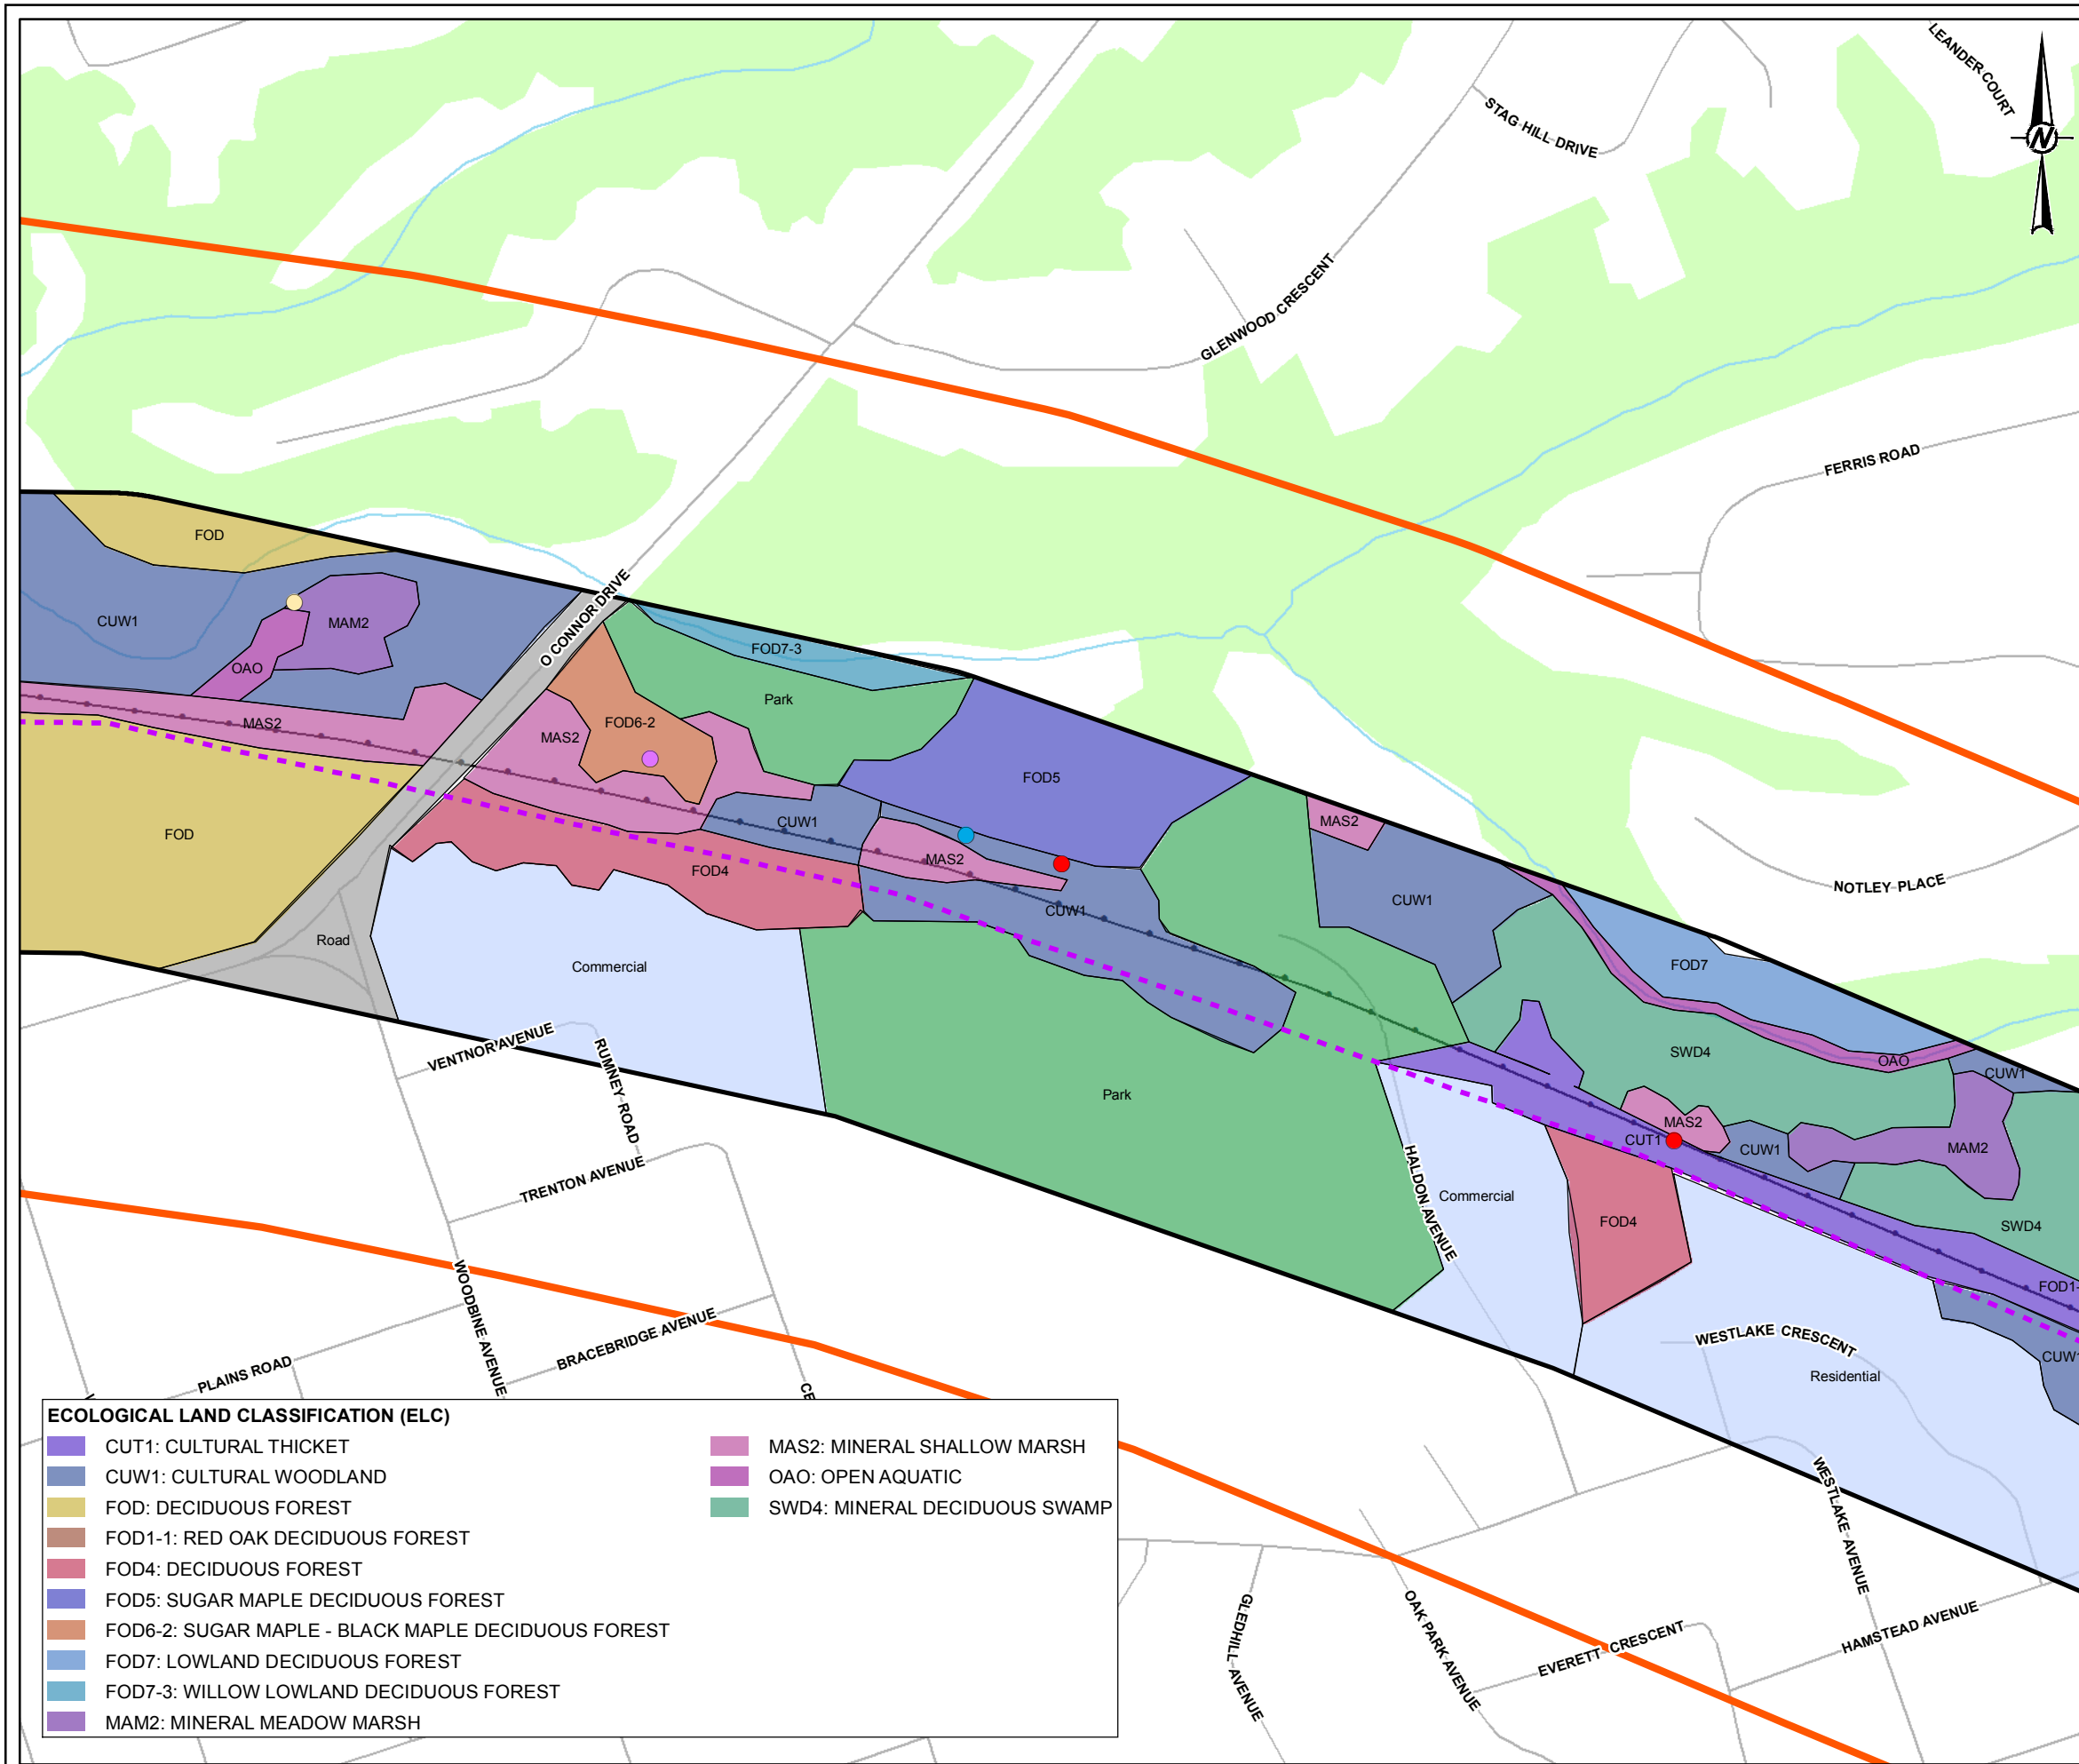 LEANDER COURT
N
STAG HILL DRIVE
GLENWOOD CRESCENT
FERRIS ROAD
FOD
O CONNOR DRIVE
CUW1
MAM2
OAO
FOD7-3
Park
MAS2
FOD6-2
MAS2
FOD5
FOD
CUW1
MAS2
MAS2
FOD4
CUW1
CUW1
NOTLEY PLACE
Road
Commercial
FOD7
VENTNOR AVENUE
RUMNEY ROAD
SWD4
OAO
CUW1
Park
MAS2
CUT1
CUW1
MAM2
TRENTON AVENUE
HALDON AVENUE
Commercial
FOD4
SWD4
FOD1-
WOODBINE AVENUE
BRACEBRIDGE AVENUE
WESTLAKE CRESCENT
CUW1
Residential
PLAINS ROAD
CE
ECOLOGICAL LAND CLASSIFICATION (ELC)
CUT1: CULTURAL THICKET
CUW1: CULTURAL WOODLAND
FOD: DECIDUOUS FOREST
FOD1-1: RED OAK DECIDUOUS FOREST
FOD4: DECIDUOUS FOREST
FOD5: SUGAR MAPLE DECIDUOUS FOREST
FOD6-2: SUGAR MAPLE - BLACK MAPLE DECIDUOUS FOREST
FOD7: LOWLAND DECIDUOUS FOREST
FOD7-3: WILLOW LOWLAND DECIDUOUS FOREST
MAM2: MINERAL MEADOW MARSH
MAS2: MINERAL SHALLOW MARSH
OAO: OPEN AQUATIC
SWD4: MINERAL DECIDUOUS SWAMP
WESTLAKE AVENUE
GLEDHILL AVENUE
OAK PARK AVENUE
EVERETT CRESCENT
HAMSTEAD AVENUE